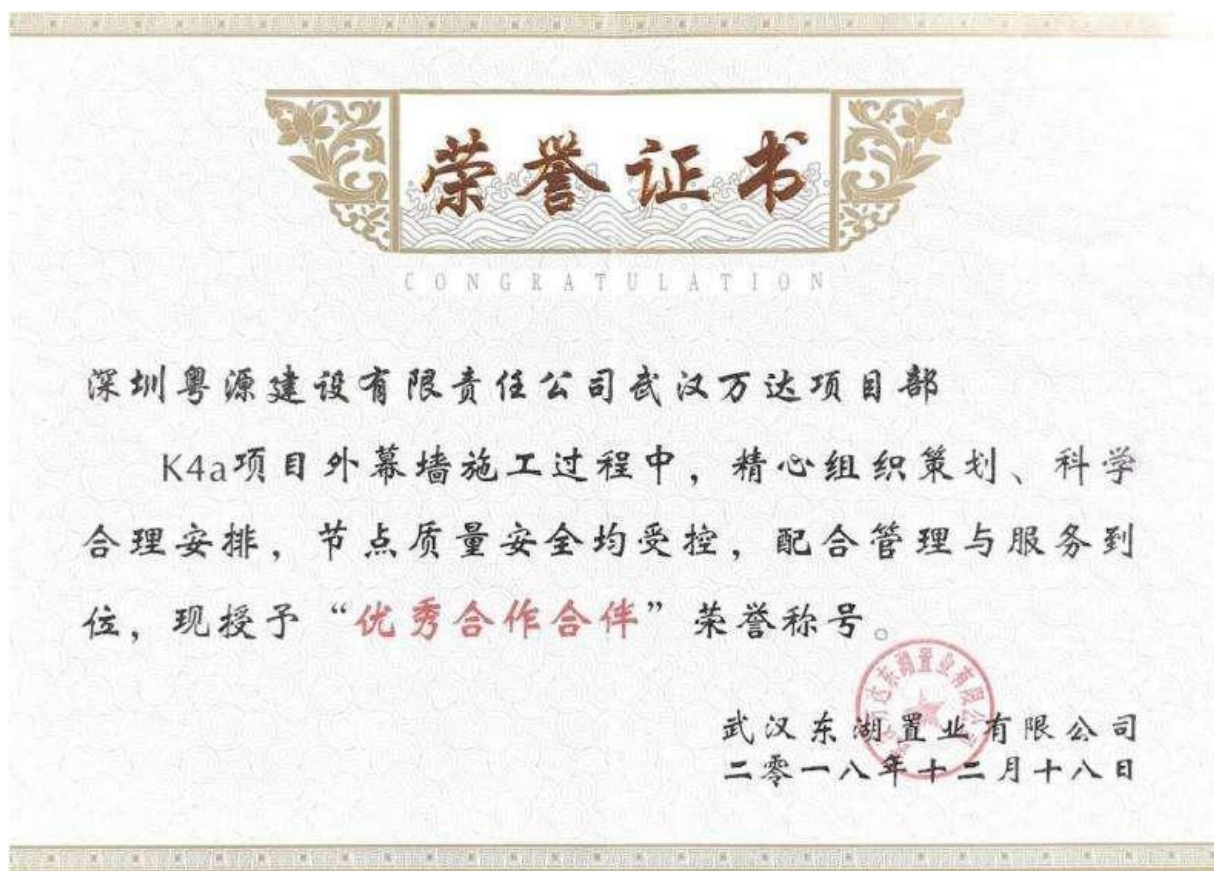 荣誉证书
CONGRATULATION
深圳粤源建设有限责任公司武汉万达项目部
K4a项目外幕墙施工过程中，精心组织策划、科学
合理安排，节点质量安全均受控，配合管理与服务到
位，现授予“优秀合作合伴”荣誉称号。
武汉东湖置业有限公司
二零一八年十二月十八日